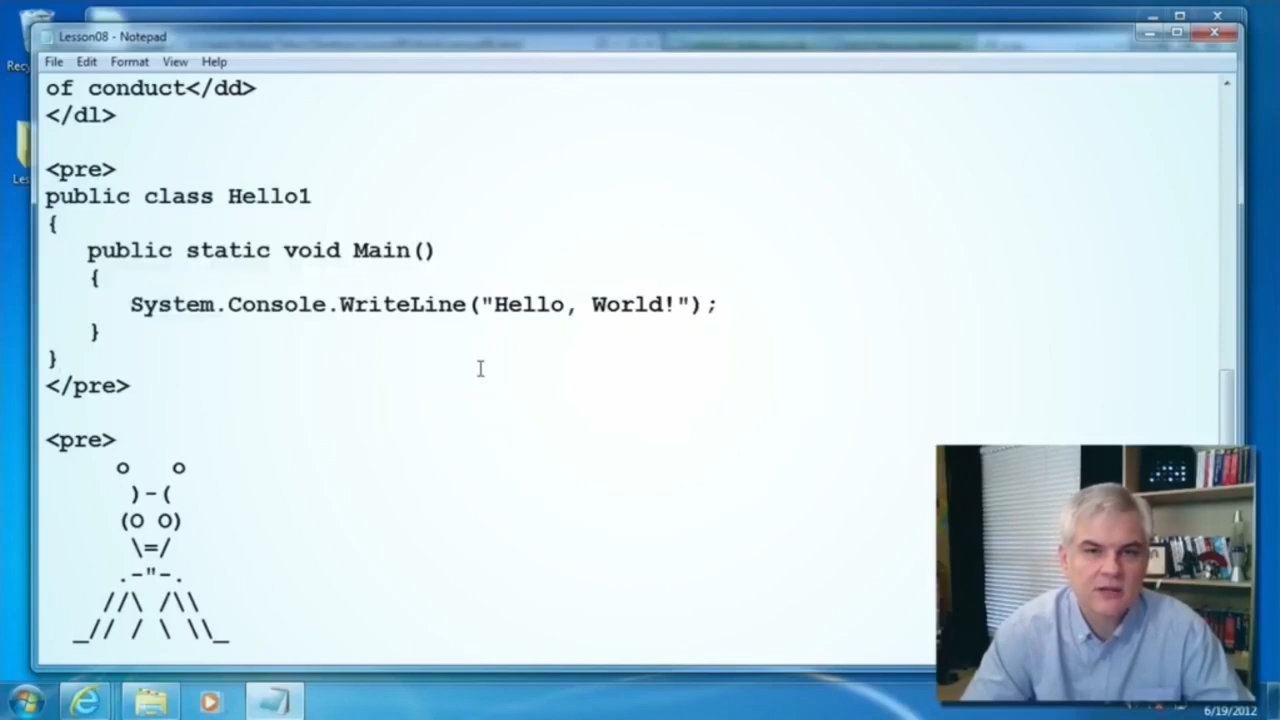 Lesson08 - Notepad
File Edit Format View Help
of conduct</dd>
</dl>
<pre>
public class Hello1
{
   public static void Main()
   {
      System.Console.WriteLine("Hello, World!");
   }
}
</pre>
<pre>
     o   o
      )-(
     (O O)
      \=/
     .-"-.
    //\ /\\
  _// / \ \\_
6/19/2012